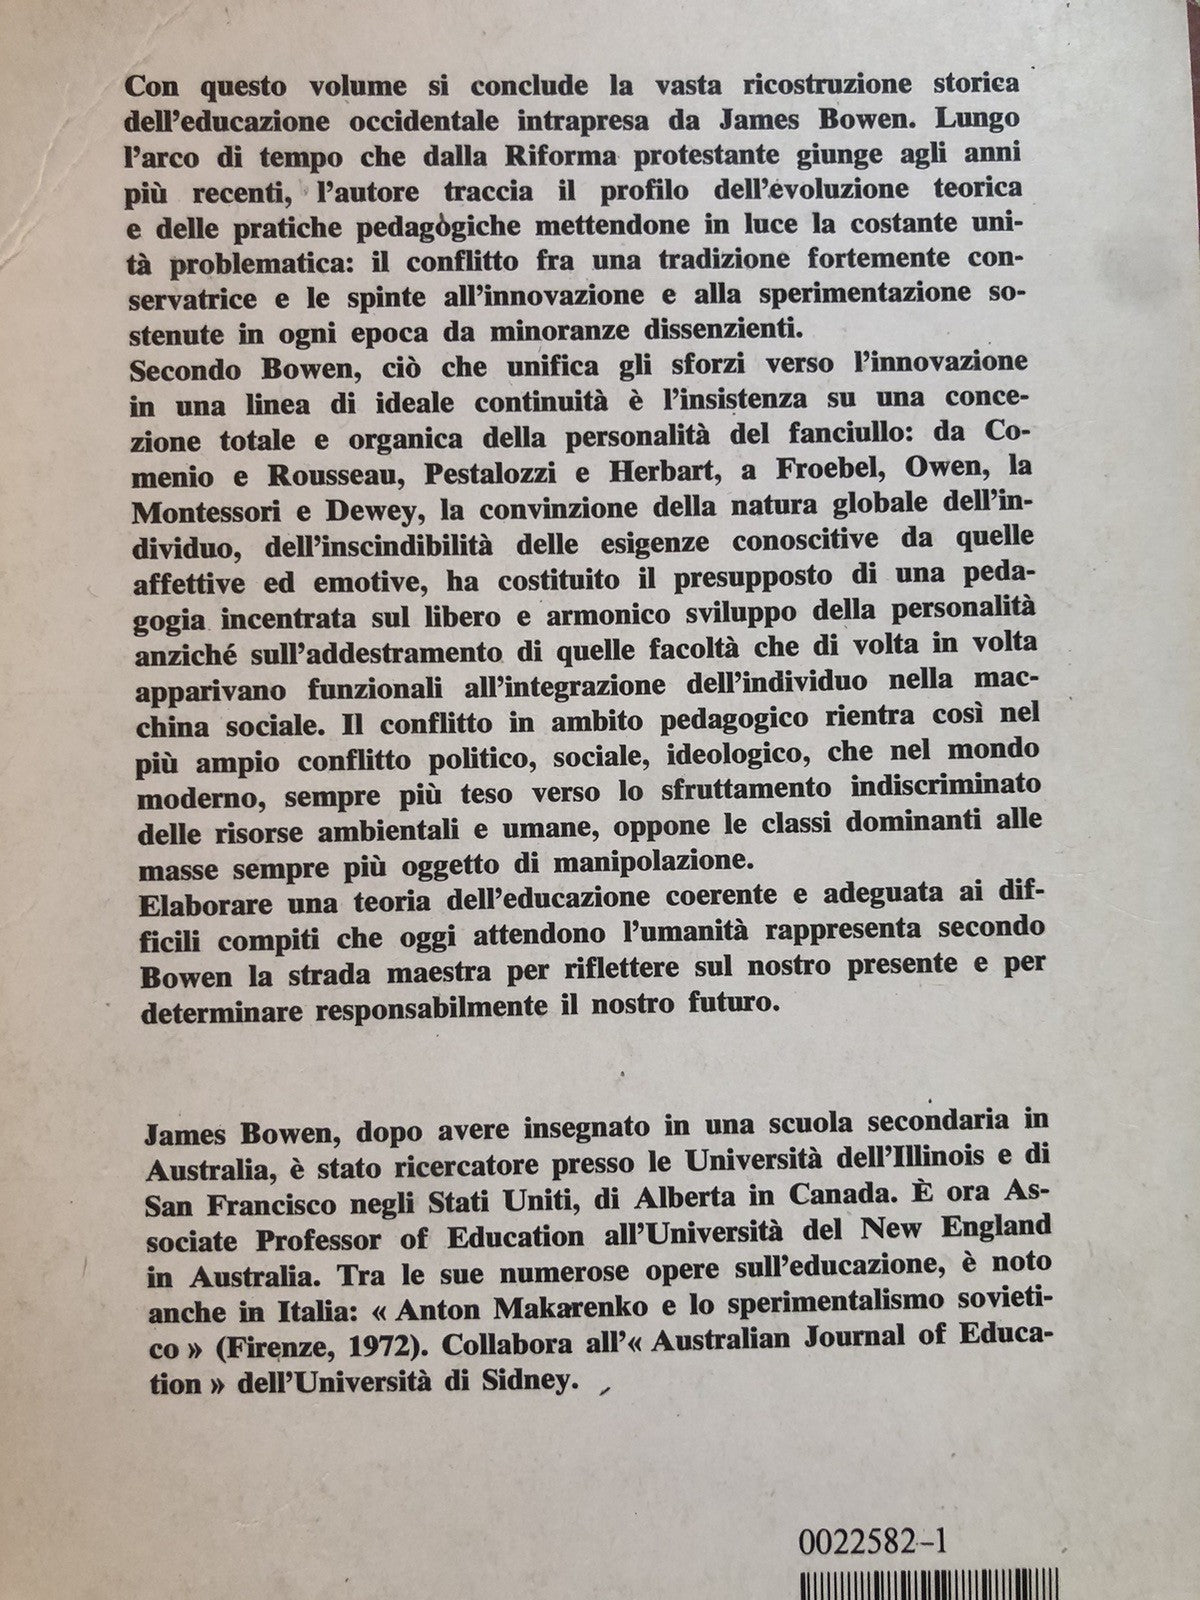 Con questo volume si conclude la vasta ricostruzione storica
dell'educazione occidentale intrapresa da James Bowen. Lungo
l'arco di tempo che dalla Riforma protestante giunge agli anni
più recenti, l'autore traccia il profilo dell'evoluzione teorica
e delle pratiche pedagògiche mettendone in luce la costante uni-
tà problematica: il conflitto fra una tradizione fortemente con-
servatrice e le spinte all'innovazione e alla sperimentazione so-
stenute in ogni epoca da minoranze dissenzienti.
Secondo Bowen, ciò che unifica gli sforzi verso l'innovazione
in una linea di ideale continuità è l'insistenza su una conce-
zione totale e organica della personalità del fanciullo: da Co-
menio e Rousseau, Pestalozzi e Herbart, a Froebel, Owen, la
Montessori e Dewey, la convinzione della natura globale dell'in-
dividuo, dell'inscindibilità delle esigenze conoscitive da quelle
affettive ed emotive, ha costituito il presupposto di una peda-
gogia incentrata sul libero e armonico sviluppo della personalità
anziché sull'addestramento di quelle facoltà che di volta in volta
apparivano funzionali all'integrazione dell'individuo nella mac-
china sociale. Il conflitto in ambito pedagogico rientra così nel
più ampio conflitto politico, sociale, ideologico, che nel mondo
moderno, sempre più teso verso lo sfruttamento indiscriminato
delle risorse ambientali e umane, oppone le classi dominanti alle
masse sempre più oggetto di manipolazione.
Elaborare una teoria dell'educazione coerente e adeguata ai dif-
ficili compiti che oggi attendono l'umanità rappresenta secondo
Bowen la strada maestra per riflettere sul nostro presente e per
determinare responsabilmente il nostro futuro.
James Bowen, dopo avere insegnato in una scuola secondaria in
Australia, è stato ricercatore presso le Università dell'Illinois e di
San Francisco negli Stati Uniti, di Alberta in Canada. È ora As-
sociate Professor of Education all'Università del New England
in Australia. Tra le sue numerose opere sull'educazione, è noto
anche in Italia: « Anton Makarenko e lo sperimentalismo sovieti-
co » (Firenze, 1972). Collabora all'« Australian Journal of Educa-
tion » dell'Università di Sidney.
0022582-1